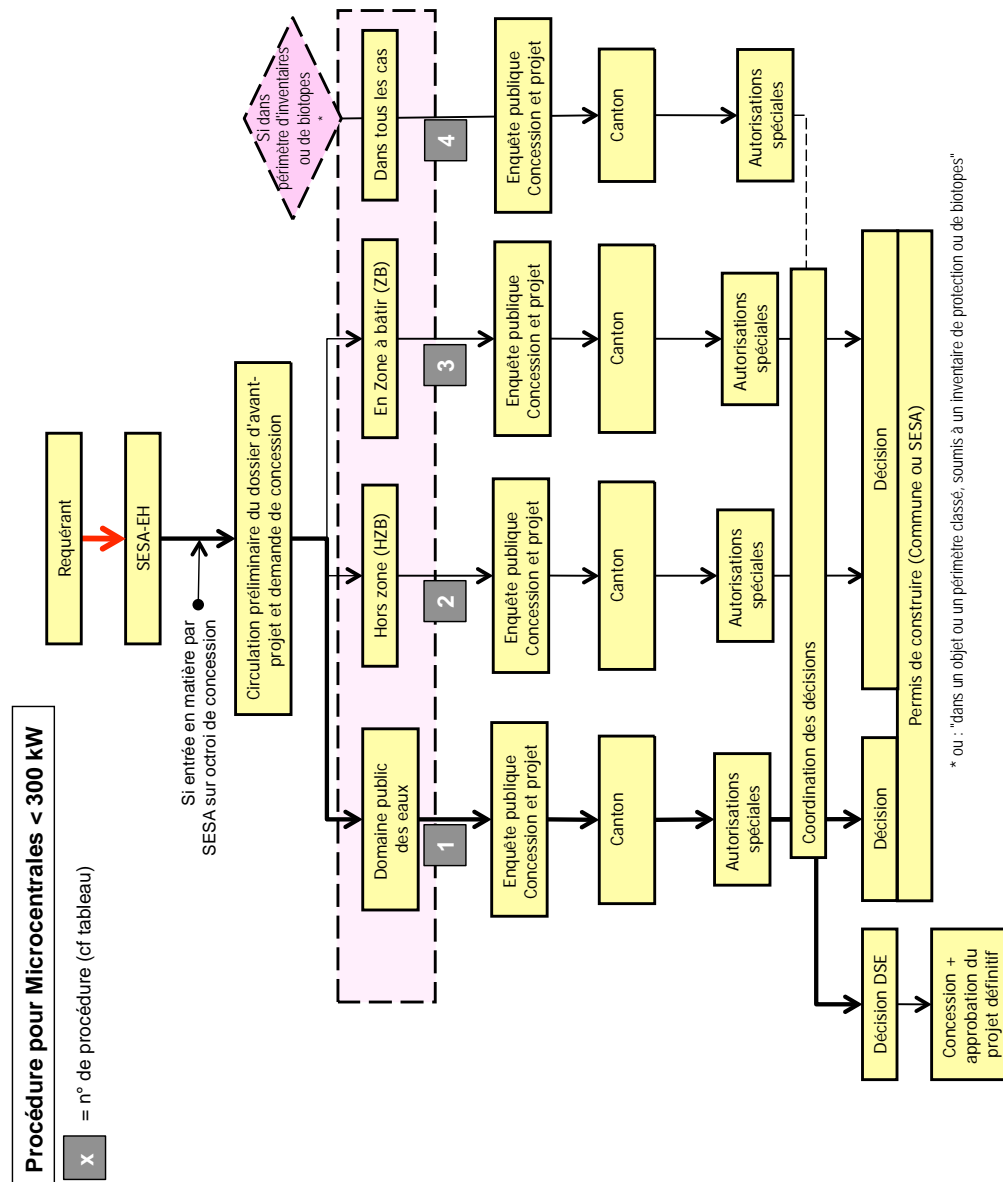 Procédure pour Microcentrales < 300 kW
x
= n° de procédure (cf tableau)
Requérant
SESA-EH
Si entrée en matière par
SESA sur octroi de concession
Circulation préliminaire du dossier d'avant-
projet et demande de concession
Si dans
périmètre d'inventaires
ou de biotopes
*
Domaine public
des eaux
Hors zone (HZB)
En Zone à bâtir (ZB)
Dans tous les cas
1
2
3
4
Enquête publique
Concession et projet
Enquête publique
Concession et projet
Enquête publique
Concession et projet
Enquête publique
Concession et projet
Canton
Canton
Canton
Canton
Autorisations
spéciales
Autorisations
spéciales
Autorisations
spéciales
Autorisations
spéciales
Coordination des décisions
Décision DSE
Décision
Décision
Concession +
approbation du
projet définitif
Permis de construire (Commune ou SESA)
* ou : "dans un objet ou un périmètre classé, soumis à un inventaire de protection ou de biotopes"